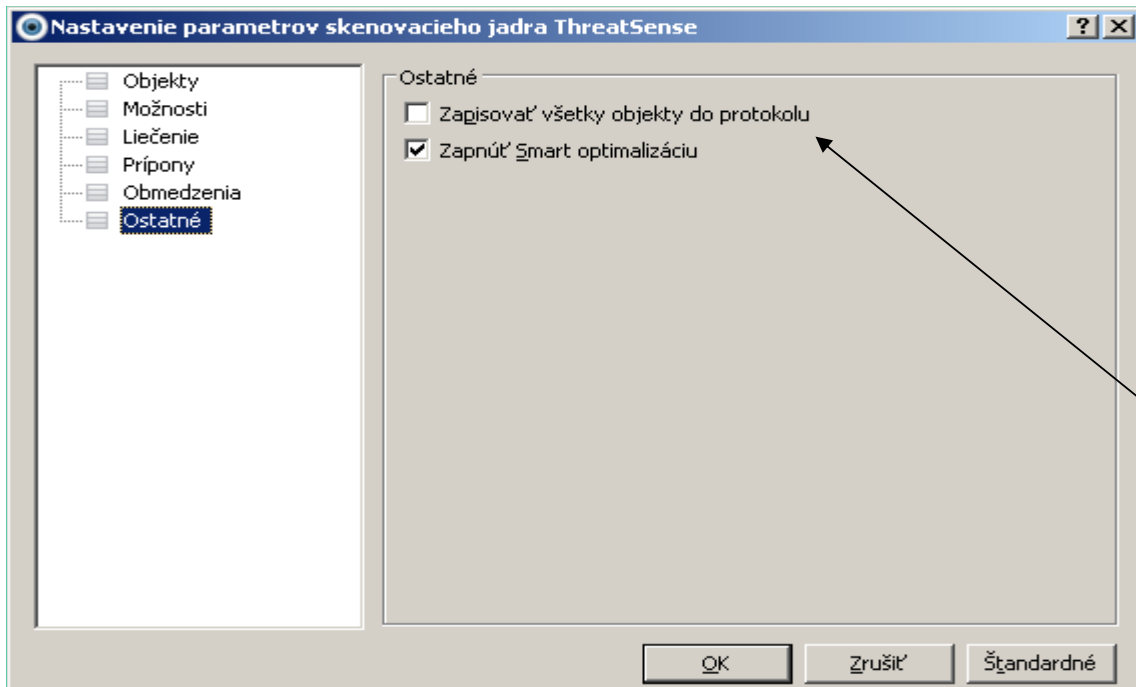 Nastavenie parametrov skenovacieho jadra ThreatSense
Objekty
Možnosti
Liečenie
Prípony
Obmedzenia
Ostatné
Ostatné
Zapisovať všetky objekty do protokolu
Zapnúť Smart optimalizáciu
OK
Zrušiť
Štandardné